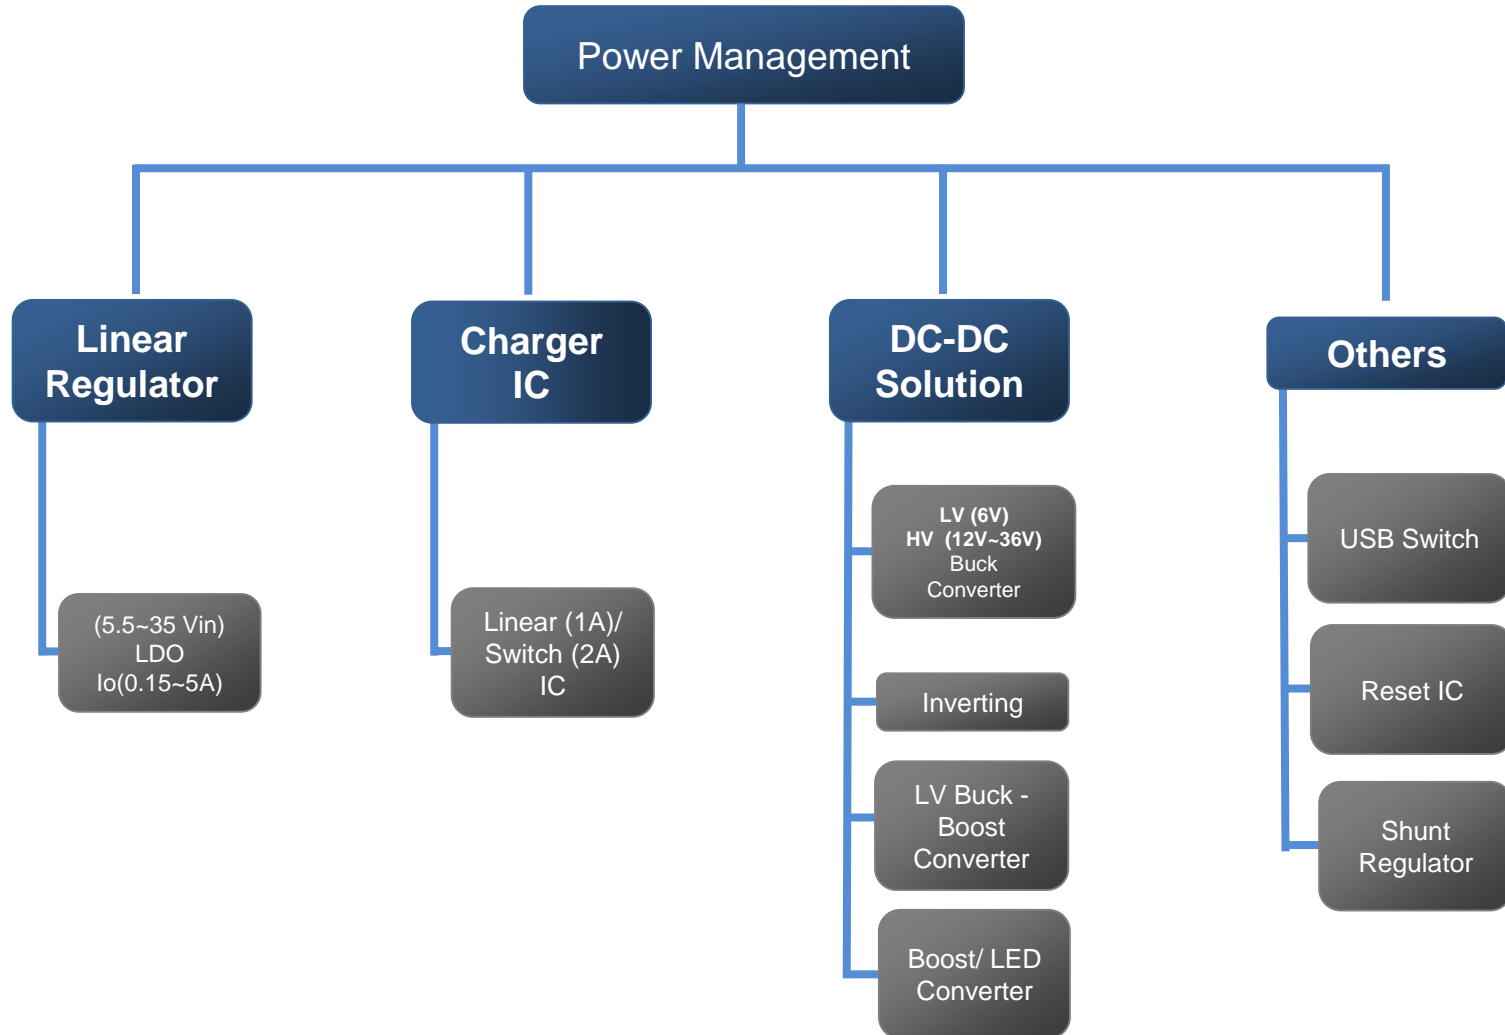 Power Management
Linear
Regulator
Charger
IC
DC-DC
Solution
Others
(5.5~35 Vin)
LDO
Io(0.15~5A)
Linear (1A)/
Switch (2A)
IC
LV (6V)
HV  (12V~36V)
Buck
Converter
Inverting
LV Buck -
Boost
Converter
Boost/ LED
Converter
USB Switch
Reset IC
Shunt
Regulator